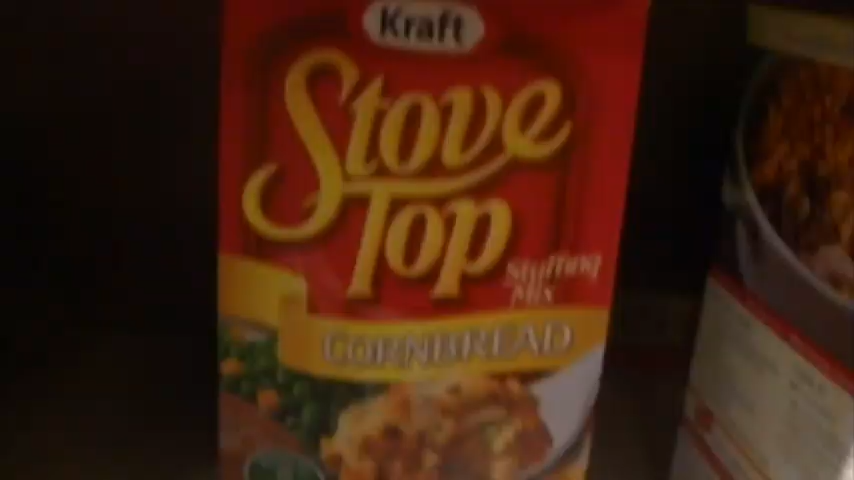 Kraft
Stove
Top
Stuffing
Mix
CORNBREAD